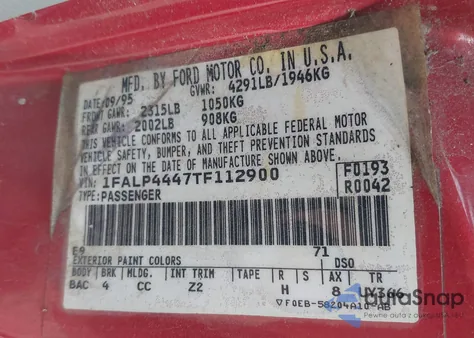 MFD. BY FORD MOTOR CO. IN U.S.A.
DATE: 09/95 GVWR: 4291LB/1946KG
FRONT GAWR: 2315LB 1050KG
REAR GAWR: 2002LB 908KG
THIS VEHICLE CONFORMS TO ALL APPLICABLE FEDERAL MOTOR
VEHICLE SAFETY, BUMPER, AND THEFT PREVENTION STANDARDS
IN EFFECT ON THE DATE OF MANUFACTURE SHOWN ABOVE.
VIN: 1FALP4447TF112900 F0193
TYPE: PASSENGER R0042
E9 71
EXTERIOR PAINT COLORS DSO
BODY BRK MLDG. INT TRIM TAPE R S AX TR
BAC 4 CC Z2 H 8
autaSnap